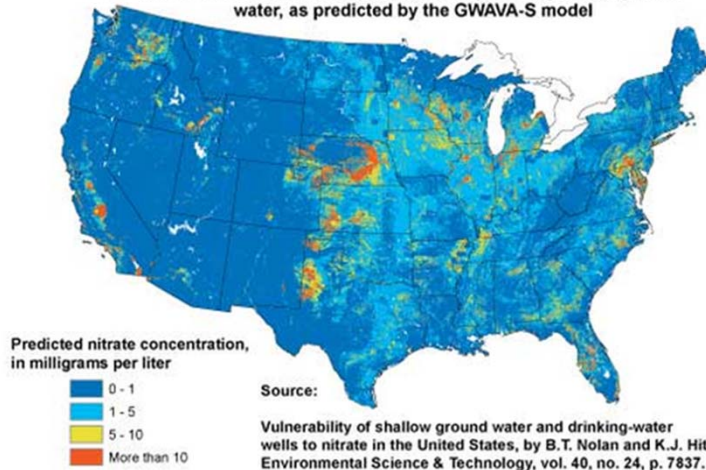 water, as predicted by the GWAVA-S model
Predicted nitrate concentration,
in milligrams per liter
0 - 1
1 - 5
5 - 10
More than 10
Source:
Vulnerability of shallow ground water and drinking-water
wells to nitrate in the United States, by B.T. Nolan and K.J. Hit
Environmental Science & Technology, vol. 40, no. 24, p. 7837